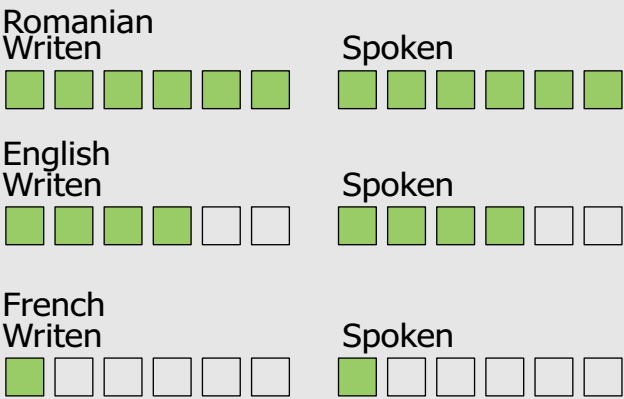 Romanian
Writen Spoken
English
Writen Spoken
French
Writen Spoken